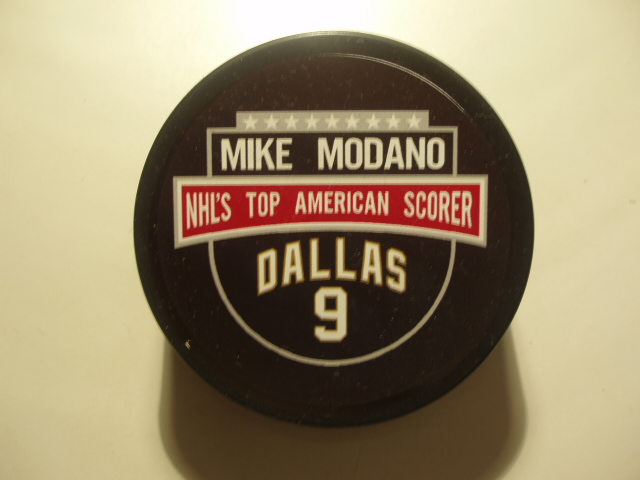 MIKE MODANO
NHL'S TOP AMERICAN SCORER
DALLAS
9